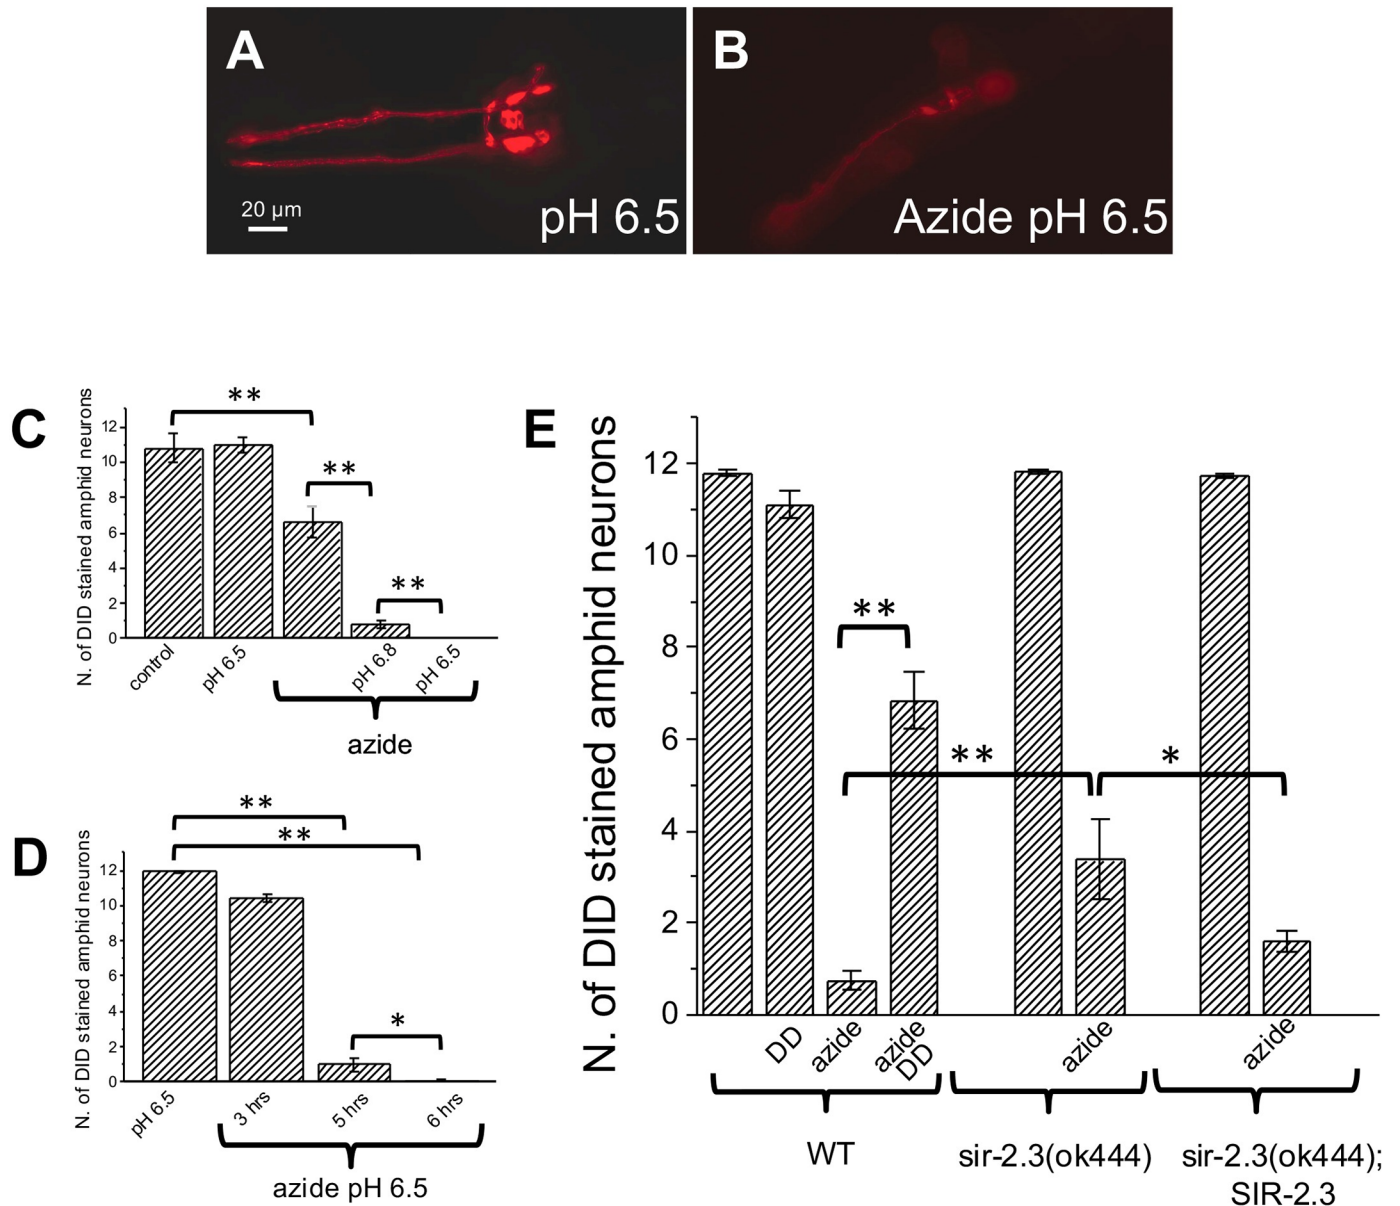 A
B
20 µm
pH 6.5
Azide pH 6.5
C
N. of DID stained amphid neurons
12
10
8
6
4
2
0
**
**
**
control
pH 6.5
pH 6.8
pH 6.5
azide
D
N. of DID stained amphid neurons
12
10
8
6
4
2
0
**
**
*
pH 6.5
3 hrs
5 hrs
6 hrs
azide pH 6.5
E
N. of DID stained amphid neurons
12
10
8
6
4
2
0
**
**
*
DD
azide
azide
DD
azide
azide
WT
sir-2.3(ok444)
sir-2.3(ok444);
SIR-2.3